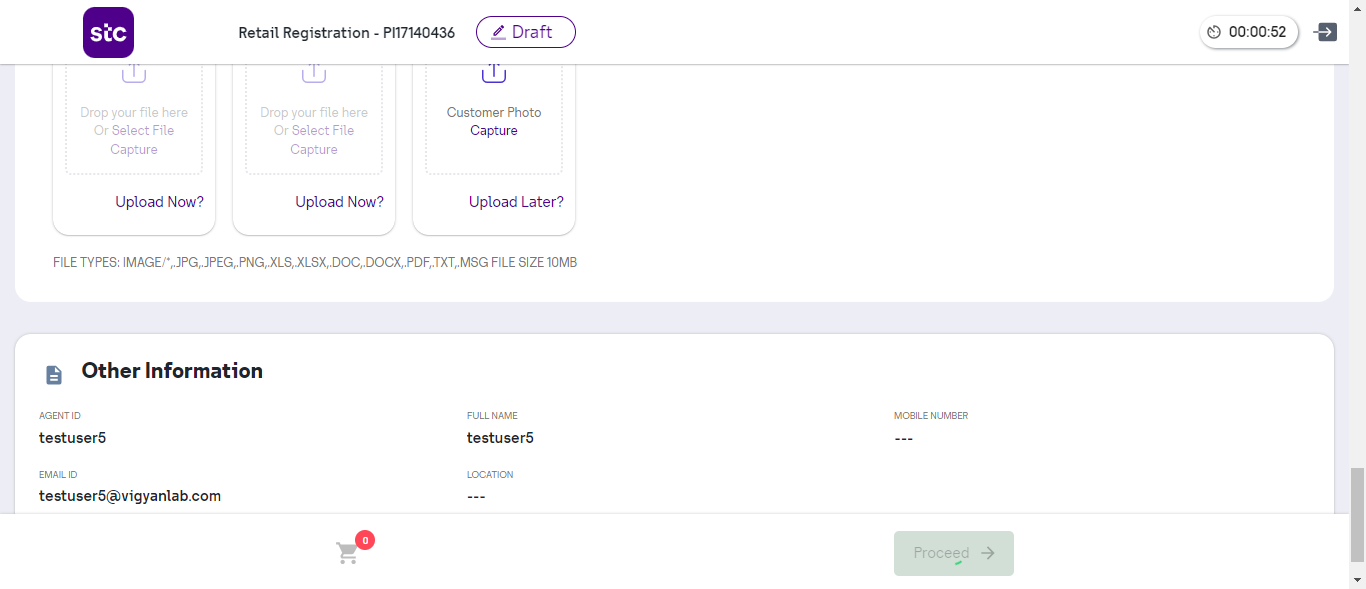 stc
Retail Registration - PI17140436
Draft
00:00:52
Drop your file here
Or Select File
Capture
Upload Now?
Drop your file here
Or Select File
Capture
Upload Now?
Customer Photo
Capture
Upload Later?
FILE TYPES: IMAGE/*,.JPG,.JPEG,.PNG,.XLS,.XLSX,.DOC,.DOCX,.PDF,.TXT,.MSG FILE SIZE 10MB
Other Information
AGENT ID
testuser5
FULL NAME
testuser5
MOBILE NUMBER
---
EMAIL ID
testuser5@vigyanlab.com
LOCATION
---
0
Proceed